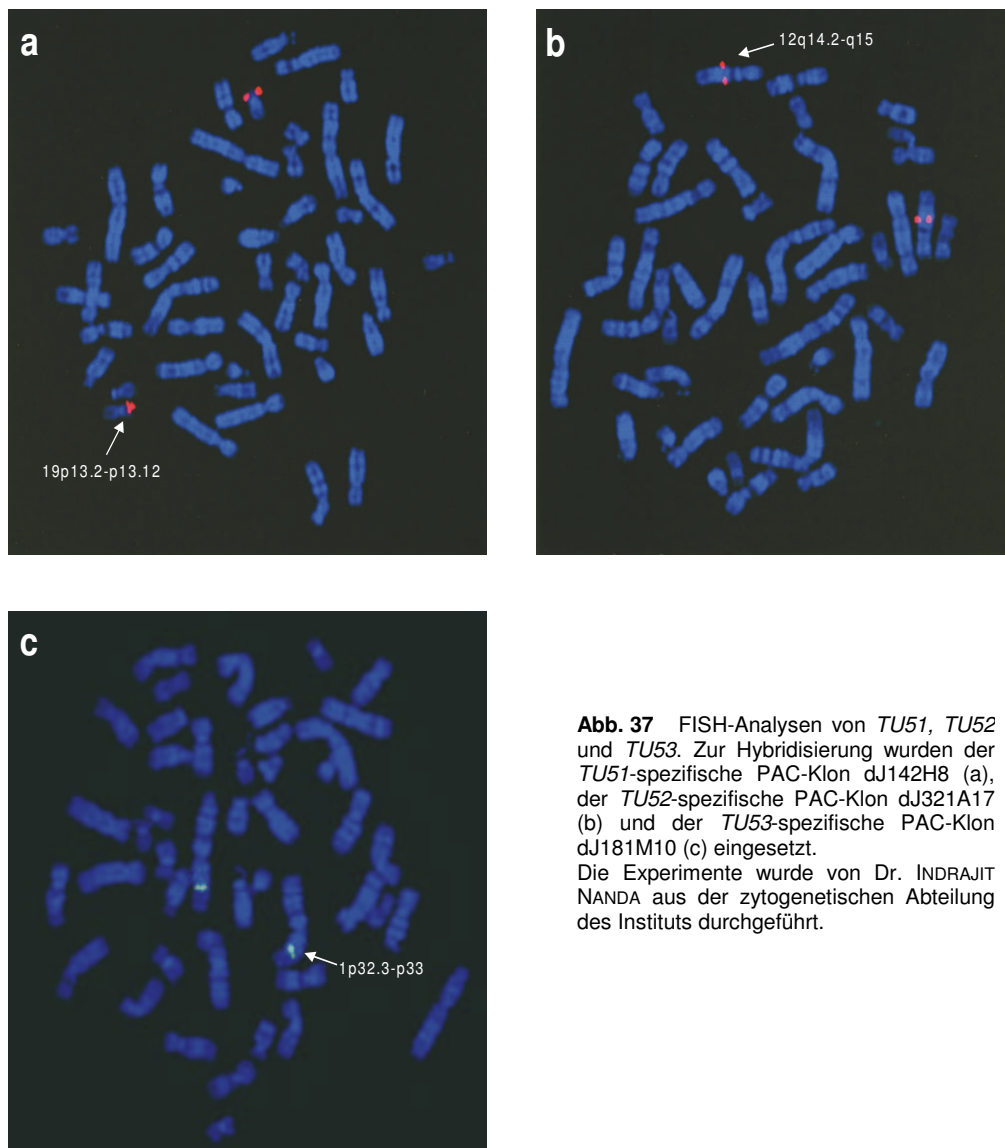 a
19p13.2-p13.12
b
12q14.2-q15
c
1p32.3-p33
Abb. 37 FISH-Analysen von TU51, TU52
und TU53. Zur Hybridisierung wurden der
TU51-spezifische PAC-Klon dJ142H8 (a),
der TU52-spezifische PAC-Klon dJ321A17
(b) und der TU53-spezifische PAC-Klon
dJ181M10 (c) eingesetzt.
Die Experimente wurde von Dr. INDRAJIT
NANDA aus der zytogenetischen Abteilung
des Instituts durchgeführt.